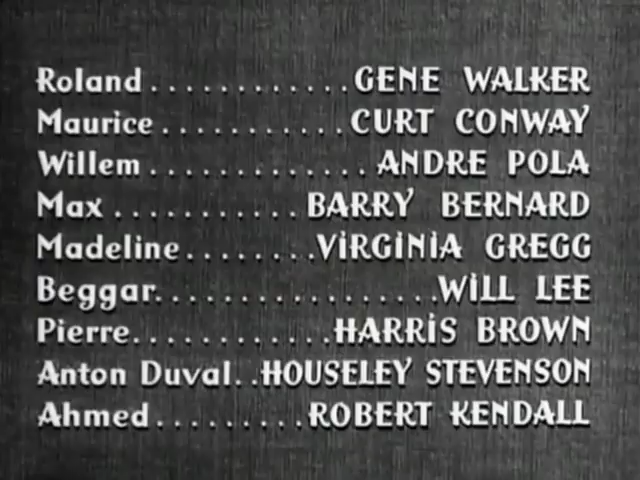 Roland . . . . . . . . . . . . GENE WALKER
Maurice . . . . . . . . . . . CURT CONWAY
Willem . . . . . . . . . . . . . ANDRE POLA
Max . . . . . . . . . . . BARRY BERNARD
Madeline . . . . . . . . VIRGINIA GREGG
Beggar. . . . . . . . . . . . . . . . . WILL LEE
Pierre. . . . . . . . . . . . HARRIS BROWN
Anton Duval. . HOUSELEY STEVENSON
Ahmed . . . . . . . . . ROBERT KENDALL